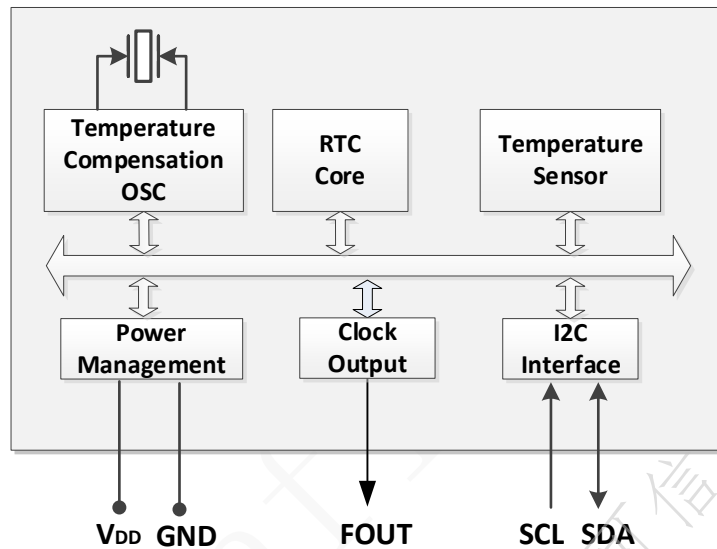 Temperature
Compensation
OSC
RTC
Core
Temperature
Sensor
Power
Management
Clock
Output
I2C
Interface
VDD GND FOUT SCL SDA